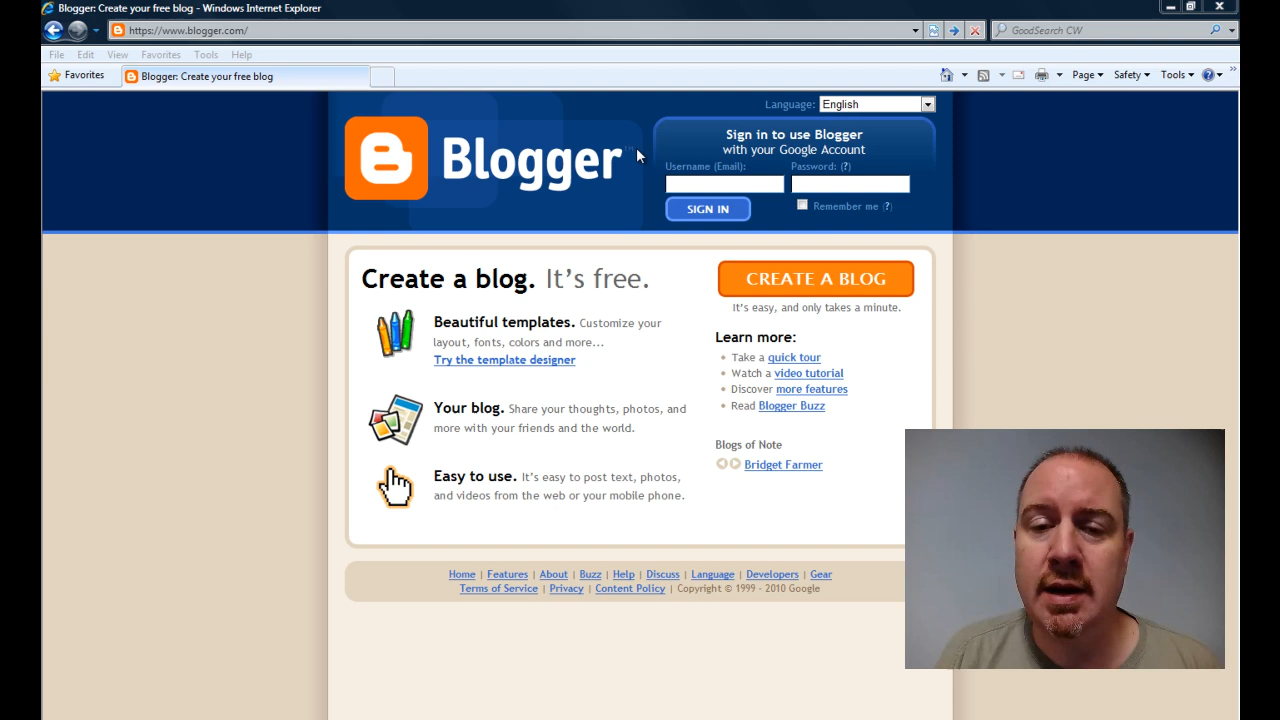 Blogger: Create your free blog - Windows Internet Explorer
https://www.blogger.com/
GoodSearch CW
File Edit View Favorites Tools Help
Favorites
Blogger: Create your free blog
Page Safety Tools
Language: English
Blogger
Sign in to use Blogger
with your Google Account
Username (Email): Password: (?)
SIGN IN
Remember me (?)
Create a blog. It's free.
Beautiful templates. Customize your
layout, fonts, colors and more...
Try the template designer
Your blog. Share your thoughts, photos, and
more with your friends and the world.
Easy to use. It's easy to post text, photos,
and videos from the web or your mobile phone.
CREATE A BLOG
It's easy, and only takes a minute.
Learn more:
Take a quick tour
Watch a video tutorial
Discover more features
Read Blogger Buzz
Blogs of Note
Bridget Farmer
Home | Features | About | Buzz | Help | Discuss | Language | Developers | Gear
Terms of Service | Privacy | Content Policy | Copyright © 1999 - 2010 Google